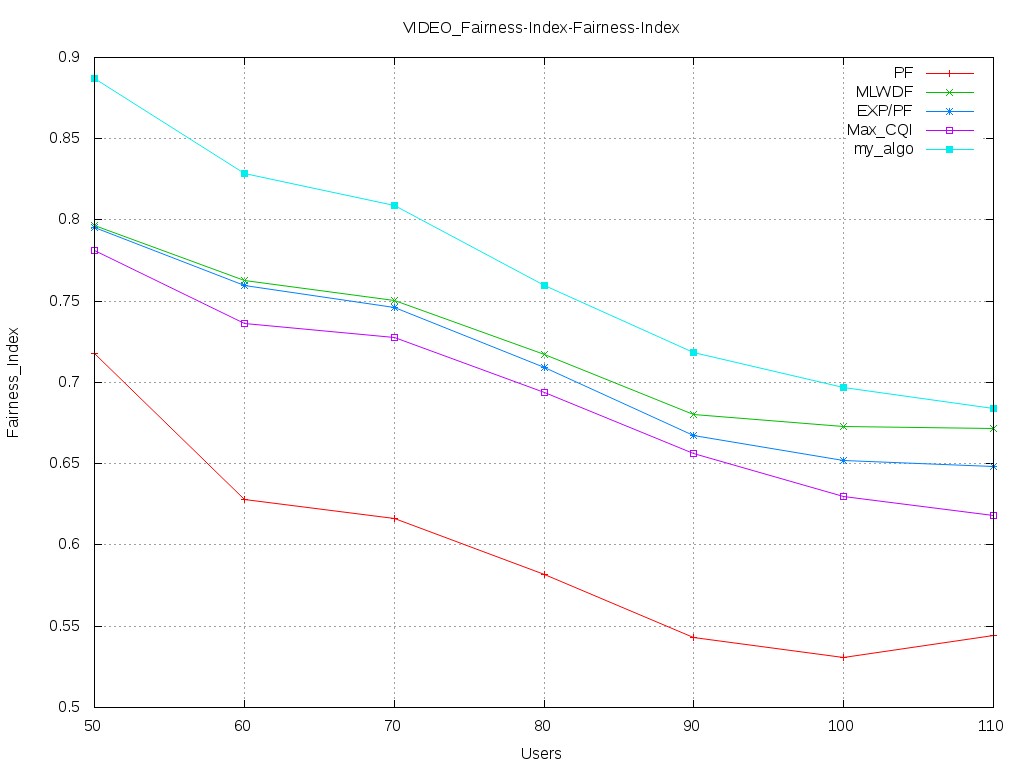 VIDEO_Fairness-Index-Fairness-Index
0.9
0.85
0.8
0.75
0.7
0.65
0.6
0.55
0.5
Fairness_Index
PF
MLWDF
EXP/PF
Max_CQI
my_algo
50 60 70 80 90 100 110
Users